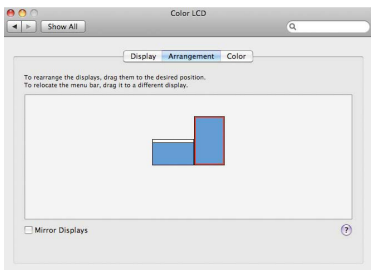 Color LCD
Show All
Display Arrangement Color
To rearrange the displays, drag them to the desired position.
To relocate the menu bar, drag it to a different display.
Mirror Displays
?